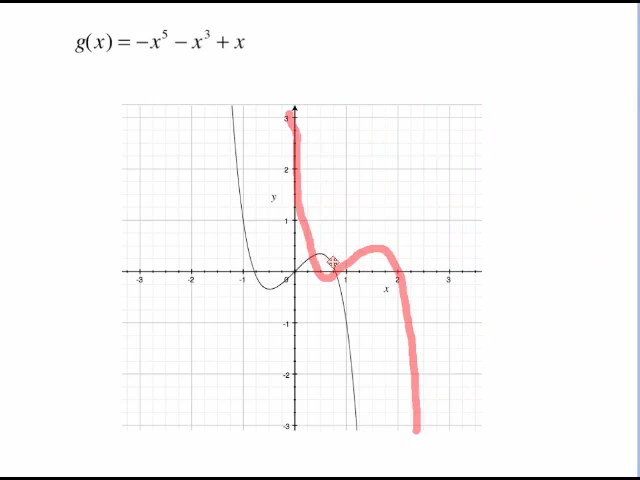 g(x) = −x⁵ − x³ + x
3
2
y
1
-3 -2 -1 0 1 2 3
x
-1
-2
-3